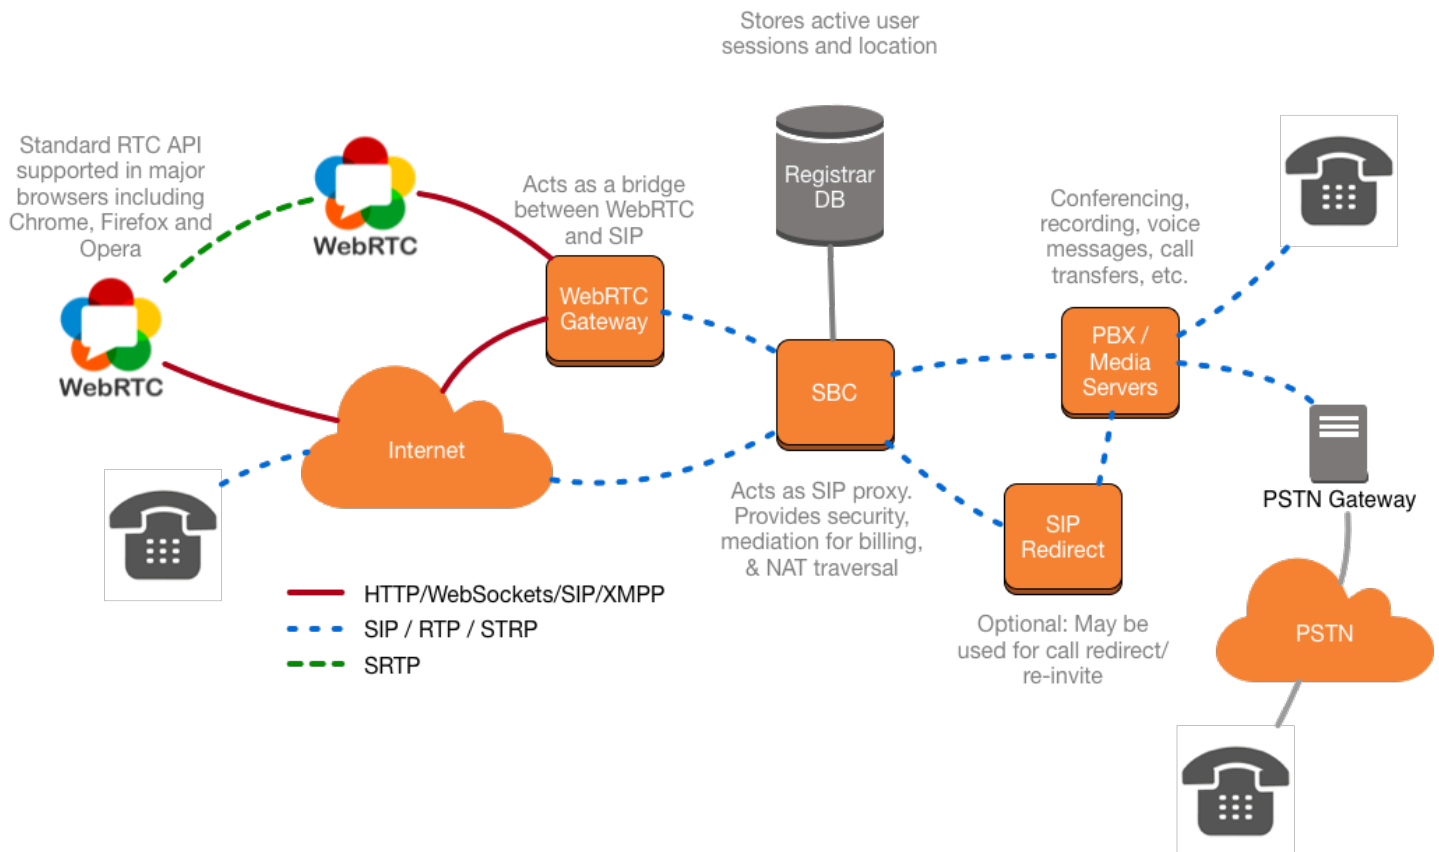 Stores active user
sessions and location
Standard RTC API
supported in major
browsers including
Chrome, Firefox and
Opera
WebRTC
WebRTC
Acts as a bridge
between WebRTC
and SIP
WebRTC
Gateway
Registrar
DB
Conferencing,
recording, voice
messages, call
transfers, etc.
PBX /
Media
Servers
SBC
Internet
Acts as SIP proxy.
Provides security,
mediation for billing,
& NAT traversal
SIP
Redirect
Optional: May be
used for call redirect/
re-invite
PSTN Gateway
PSTN
HTTP/WebSockets/SIP/XMPP
SIP / RTP / STRP
SRTP